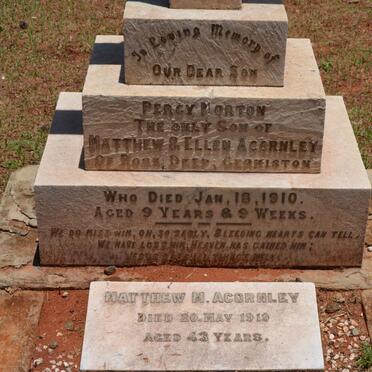 In Loving Memory of
OUR DEAR SON
PERCY NORTON
THE ONLY SON OF
MATTHEW & ELLEN ACORNLEY
OF ROSE DEEP, GERMISTON
WHO DIED JAN, 18, 1910.
AGED 9 YEARS & 9 WEEKS.
WE DO MISS HIM, OH, SO SADLY, BLEEDING HEARTS CAN TELL,
WE HAVE LOST HIM, HEAVEN HAS GAINED HIM;
MATTHEW N. ACORNLEY
DIED 20 MAY 1919
AGED 43 YEARS.